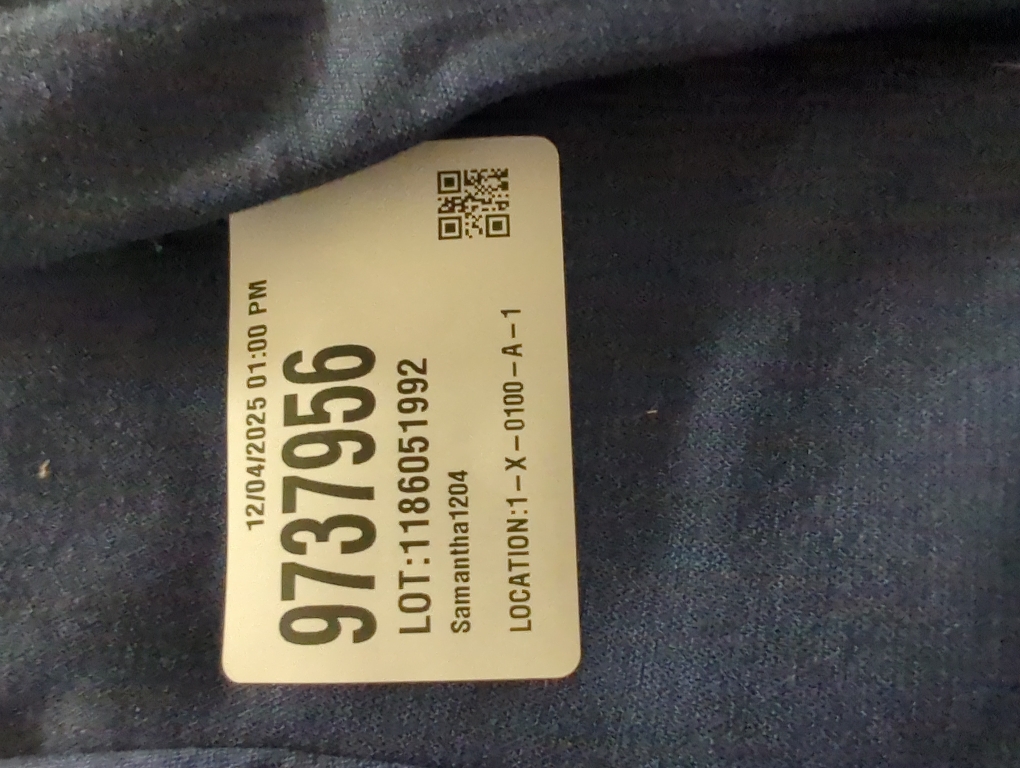 12/04/2025 01:00 PM
9737956
LOT:1186051992
Samantha1204
LOCATION:1-X-0100-A-1